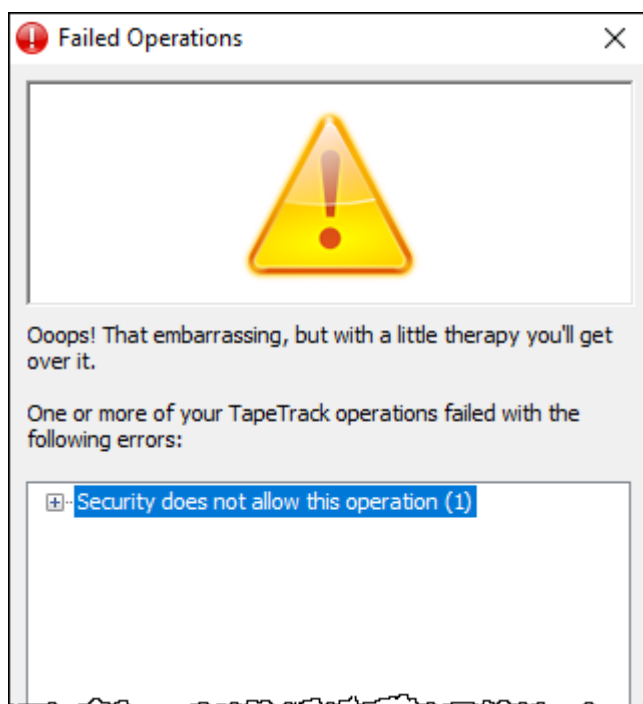 Failed Operations
Ooops! That embarrassing, but with a little therapy you'll get
over it.
One or more of your TapeTrack operations failed with the
following errors:
Security does not allow this operation (1)